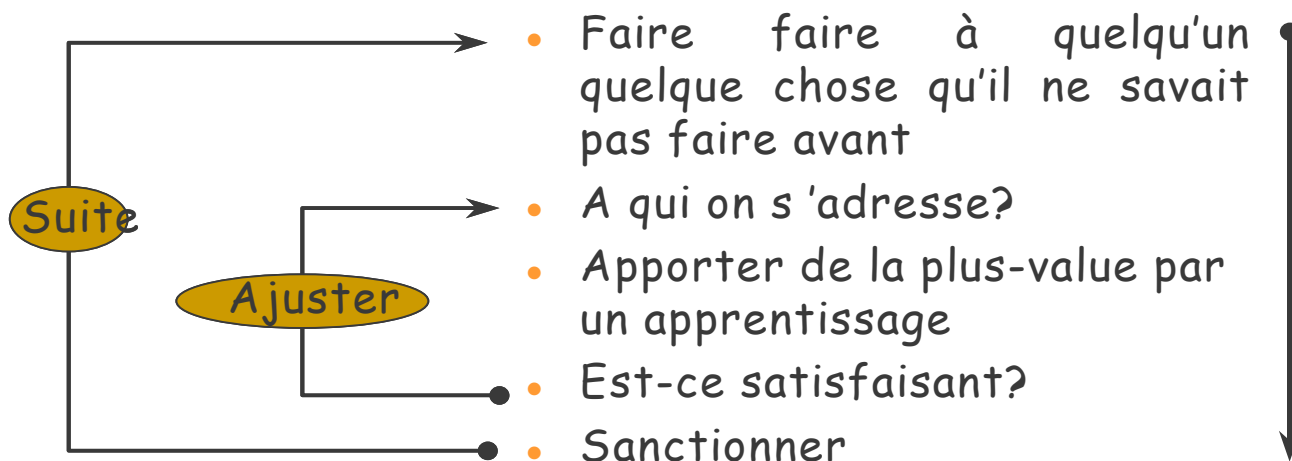 Faire faire à quelqu'un
quelque chose qu'il ne savait
pas faire avant
Suite
A qui on s 'adresse?
Apporter de la plus-value par
un apprentissage
Ajuster
Est-ce satisfaisant?
Sanctionner